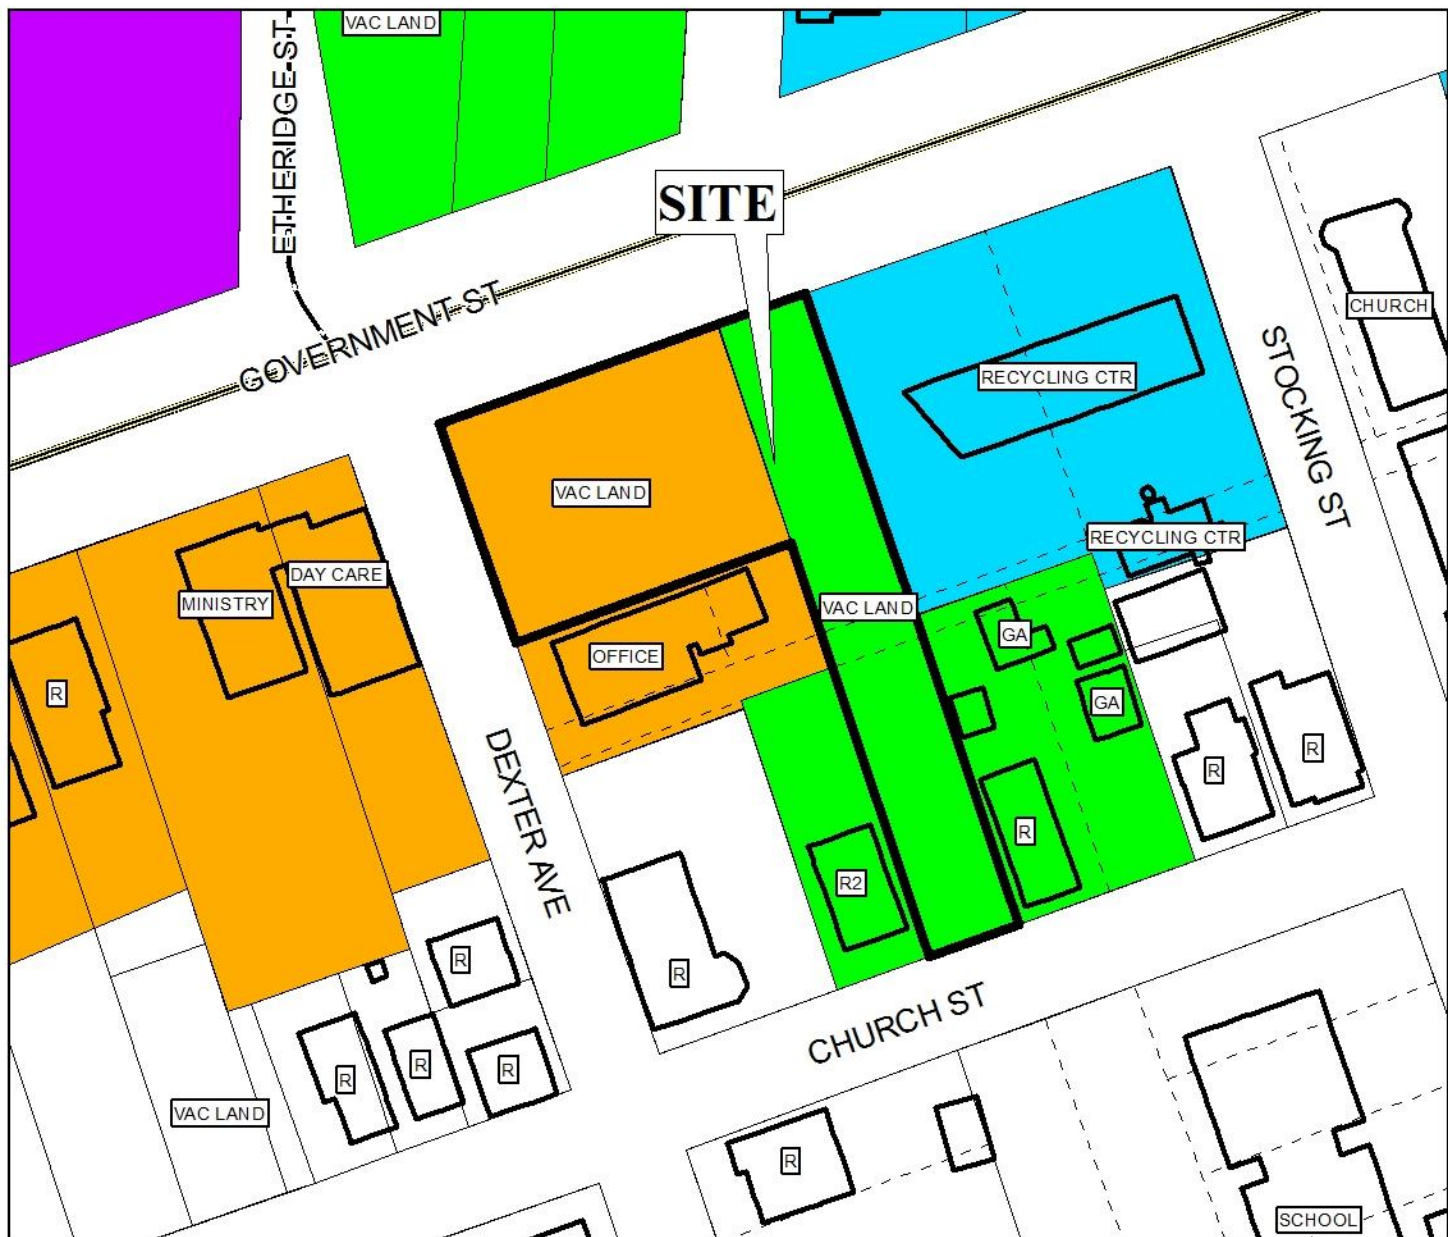 VAC LAND
ETHERIDGE ST
SITE
GOVERNMENT ST
CHURCH
RECYCLING CTR
STOCKING ST
VAC LAND
RECYCLING CTR
DAY CARE
MINISTRY
VAC LAND
GA
OFFICE
R
GA
DEXTER AVE
R
R
R
R2
R
R
CHURCH ST
R
R
R
VAC LAND
R
SCHOOL